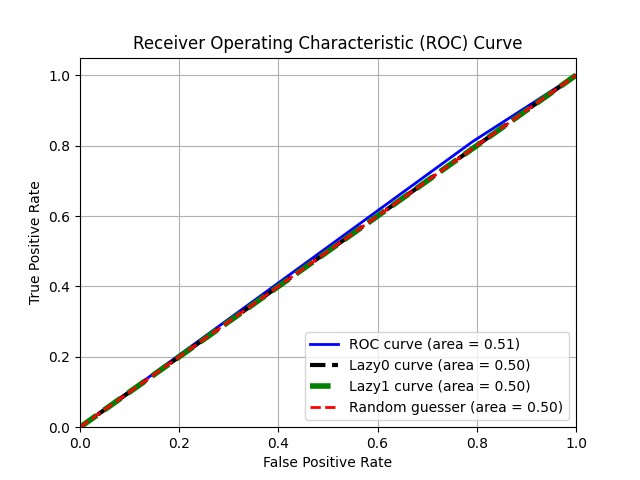 Receiver Operating Characteristic (ROC) Curve
1.0
0.8
0.6
0.4
0.2
0.0
True Positive Rate
ROC curve (area = 0.51)
Lazy0 curve (area = 0.50)
Lazy1 curve (area = 0.50)
Random guesser (area = 0.50)
0.0 0.2 0.4 0.6 0.8 1.0
False Positive Rate